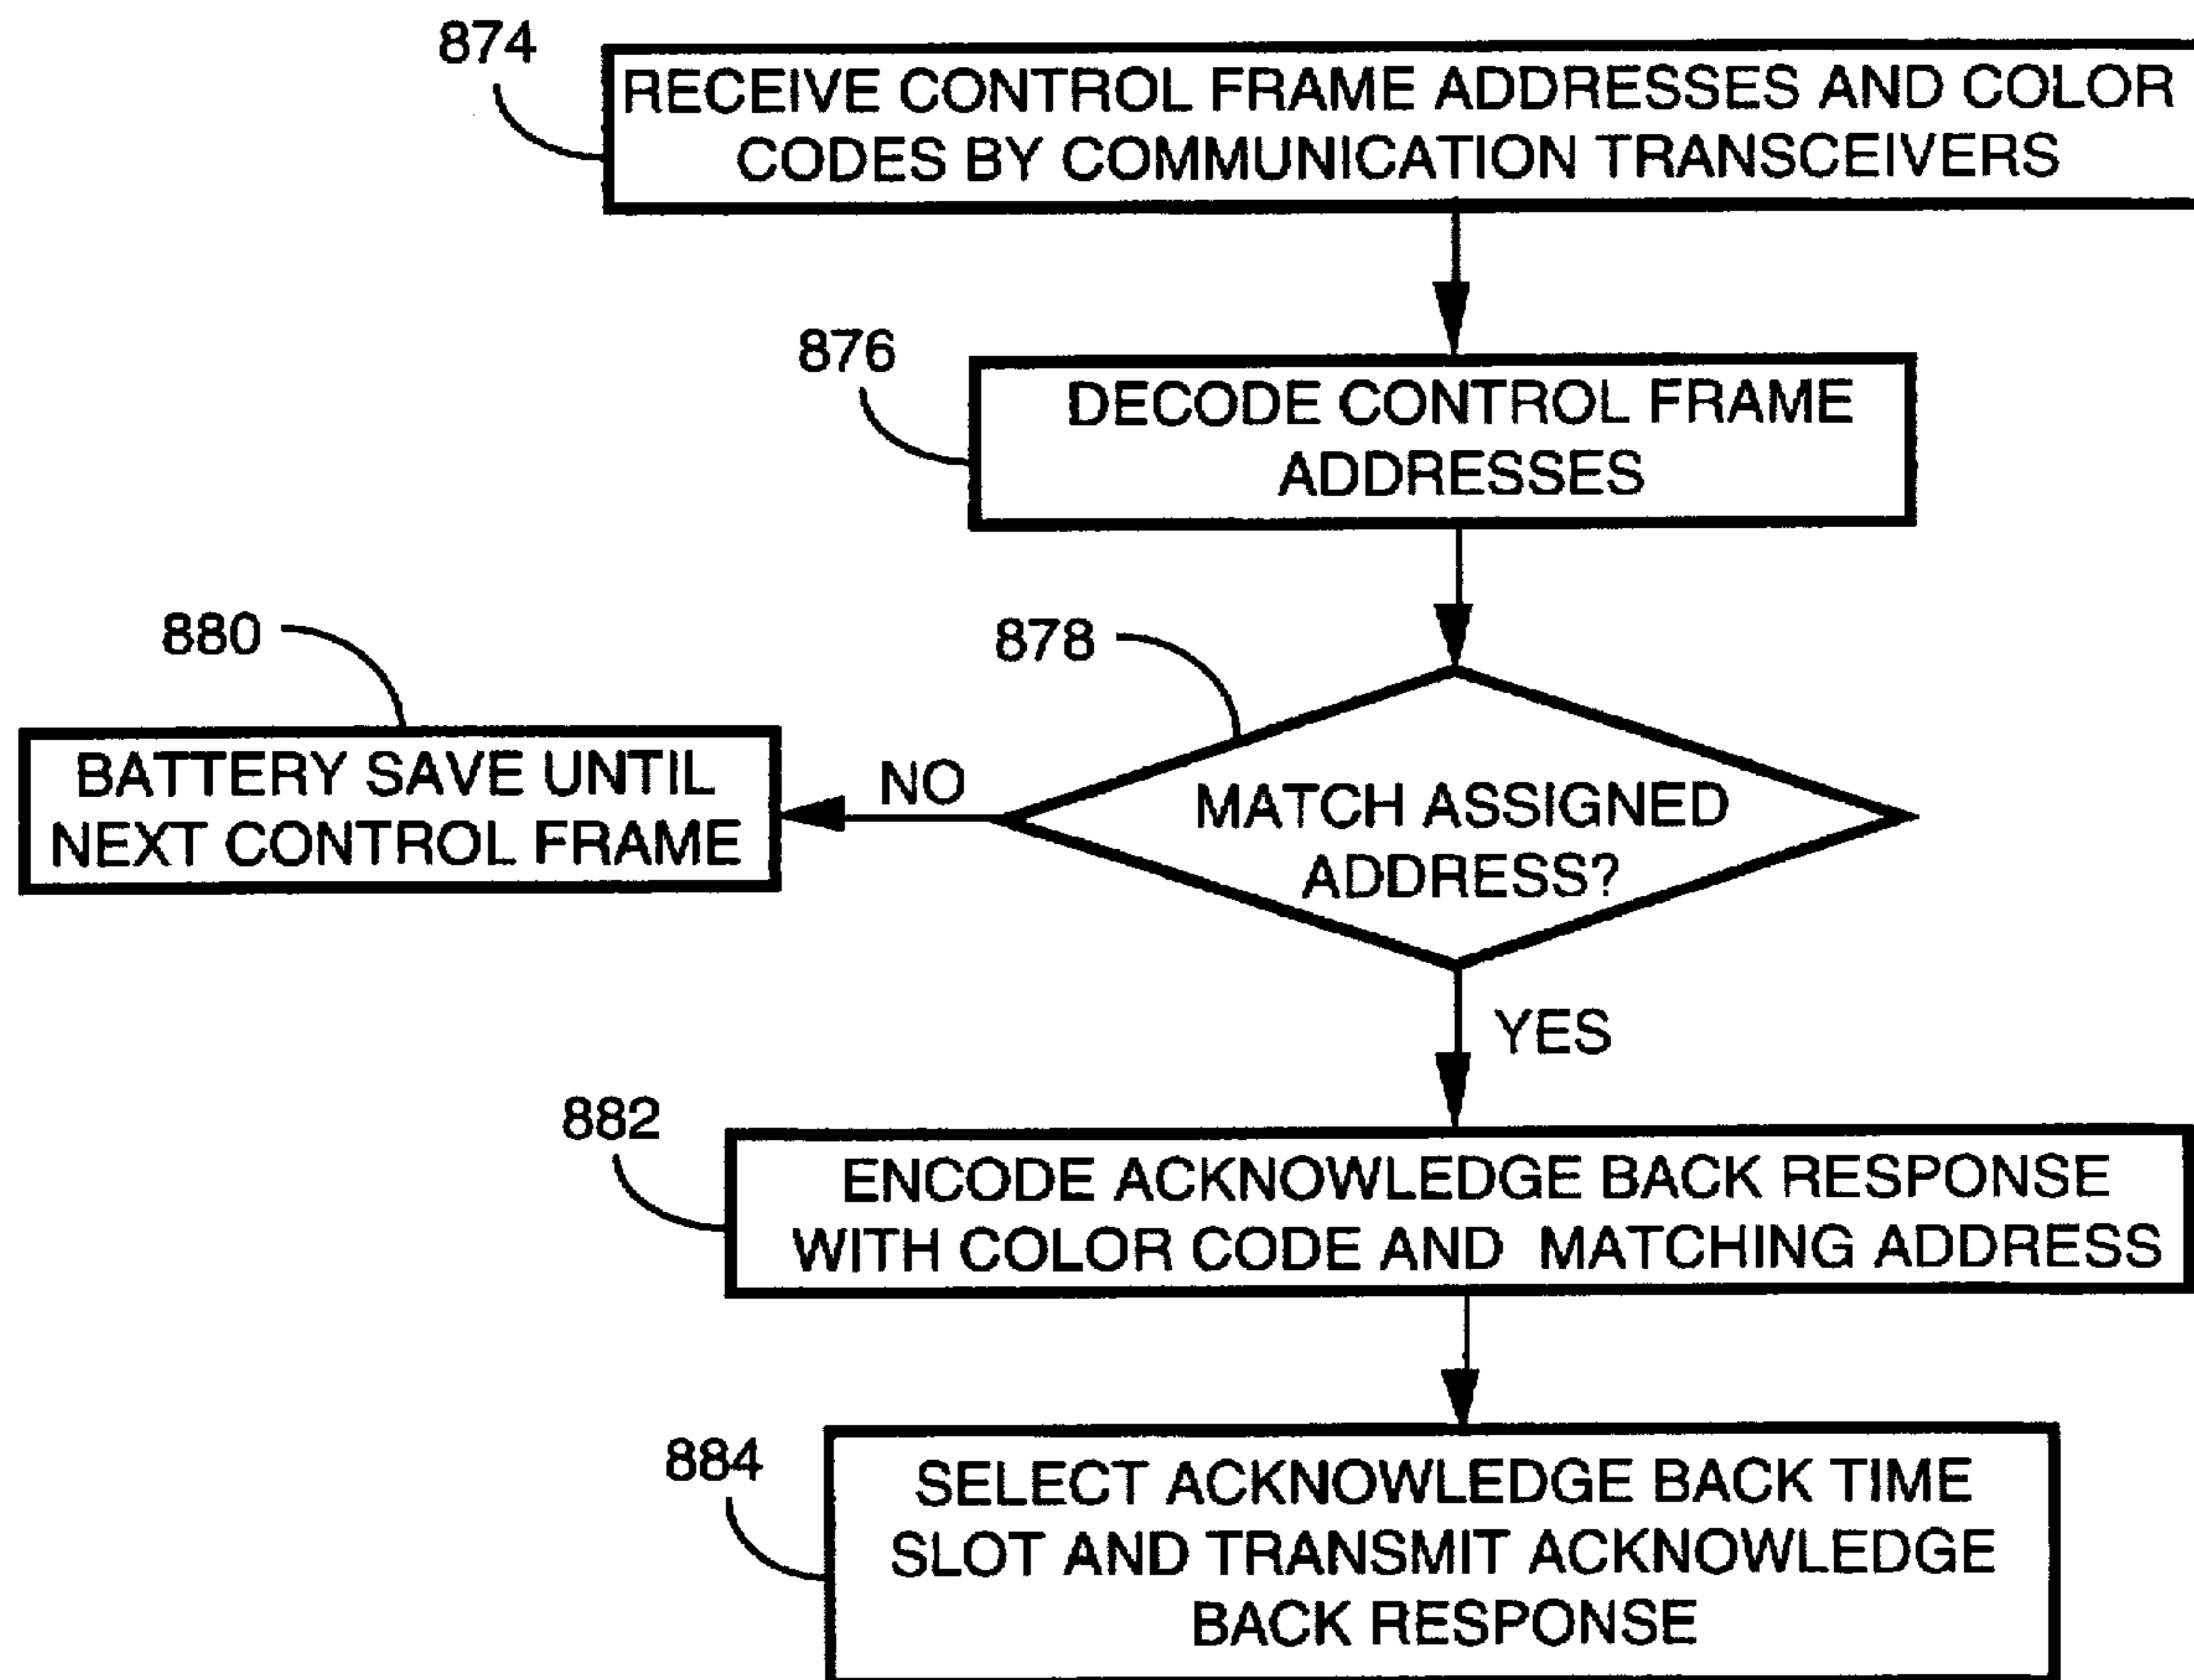 874
RECEIVE CONTROL FRAME ADDRESSES AND COLOR
CODES BY COMMUNICATION TRANSCEIVERS
876
DECODE CONTROL FRAME
ADDRESSES
880
878
BATTERY SAVE UNTIL
NEXT CONTROL FRAME
NO
MATCH ASSIGNED
ADDRESS?
YES
882
ENCODE ACKNOWLEDGE BACK RESPONSE
WITH COLOR CODE AND MATCHING ADDRESS
884
SELECT ACKNOWLEDGE BACK TIME
SLOT AND TRANSMIT ACKNOWLEDGE
BACK RESPONSE